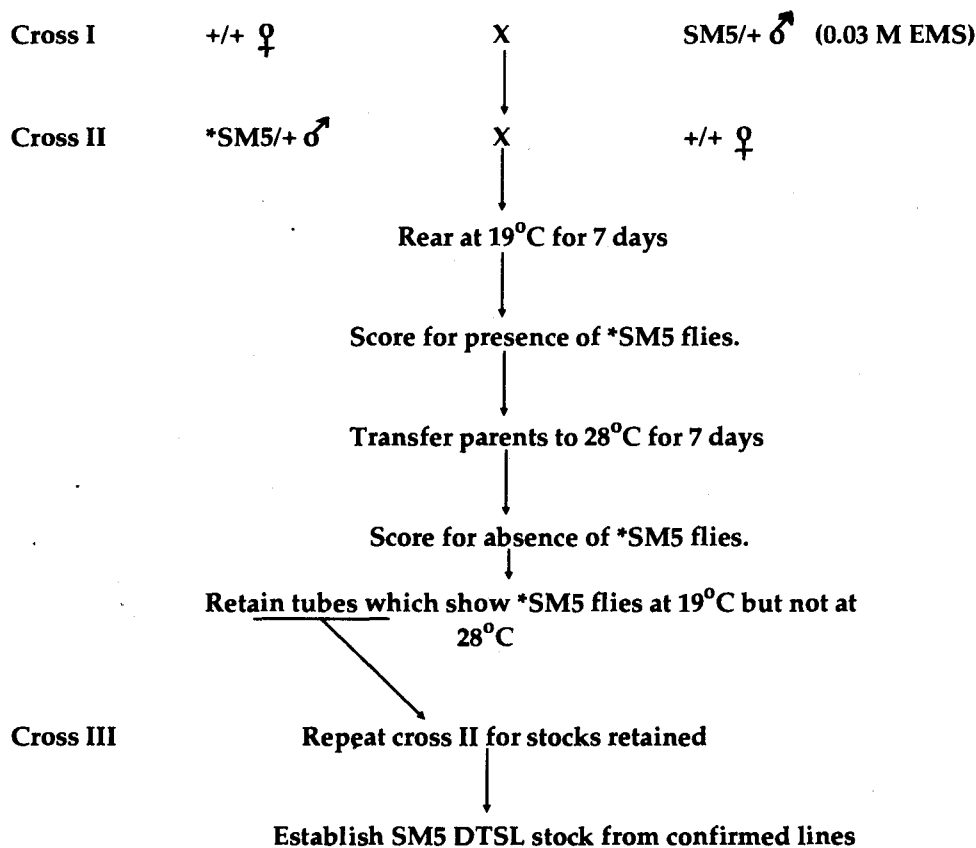 Cross I +/+ ♀ X SM5/+ ♂ (0.03 M EMS)
Cross II *SM5/+ ♂ X +/+ ♀
Rear at 19°C for 7 days
Score for presence of *SM5 flies.
Transfer parents to 28°C for 7 days
Score for absence of *SM5 flies.
Retain tubes which show *SM5 flies at 19°C but not at
28°C
Cross III Repeat cross II for stocks retained
Establish SM5 DTSL stock from confirmed lines